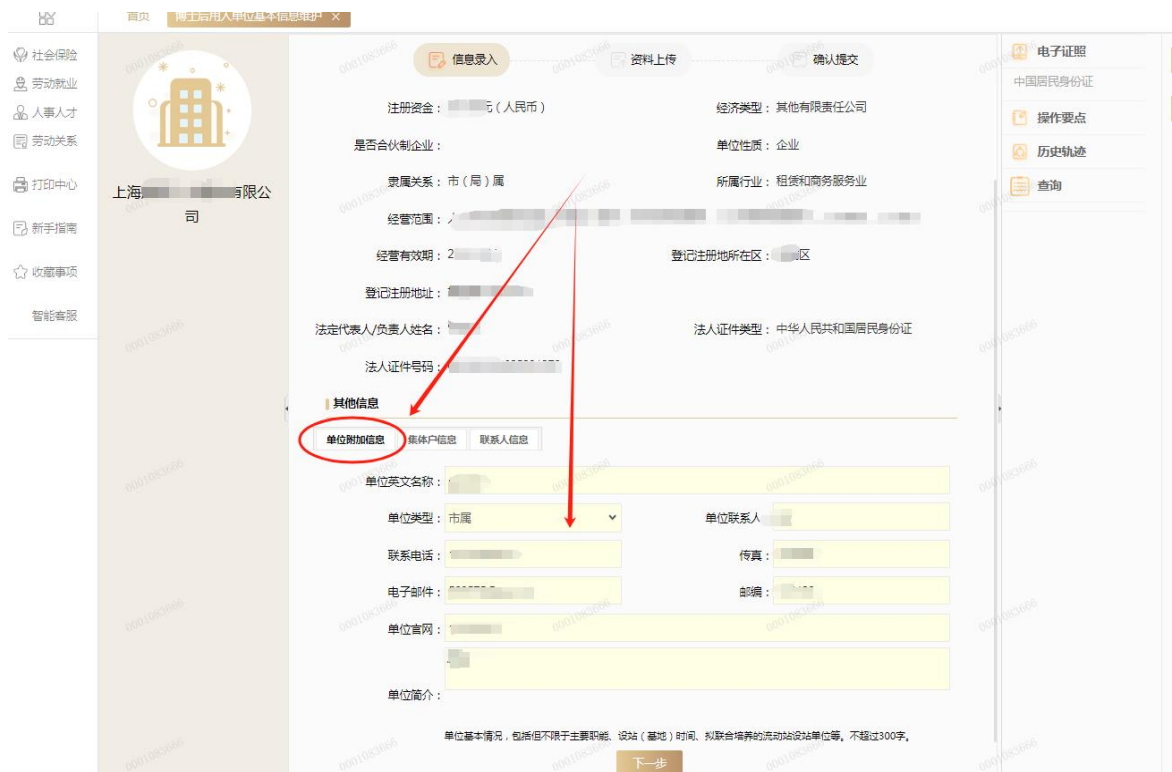 首页 博士后用人单位基本信息维护 ×
社会保险
劳动就业
人事人才
劳动关系
打印中心
新手指南
收藏事项
智能客服
上海 有限公
司
信息录入 资料上传 确认提交
注册资金： 元（人民币） 经济类型：其他有限责任公司
是否合伙制企业： 单位性质：企业
隶属关系：市（局）属 所属行业：租赁和商务服务业
经营范围：
经营有效期：2 登记注册地所在区： 区
登记注册地址：
法定代表人/负责人姓名： 法人证件类型：中华人民共和国居民身份证
法人证件号码：
其他信息
单位附加信息 集体户信息 联系人信息
单位英文名称：
单位类型：市属 单位联系人
联系电话： 传真：
电子邮件： 邮编：
单位官网：
单位简介：
单位基本情况，包括但不限于主要职能、设站（基地）时间、拟联合培养的流动站设站单位等。不超过300字。
下一步
电子证照
中国居民身份证
操作要点
历史轨迹
查询
0001083666